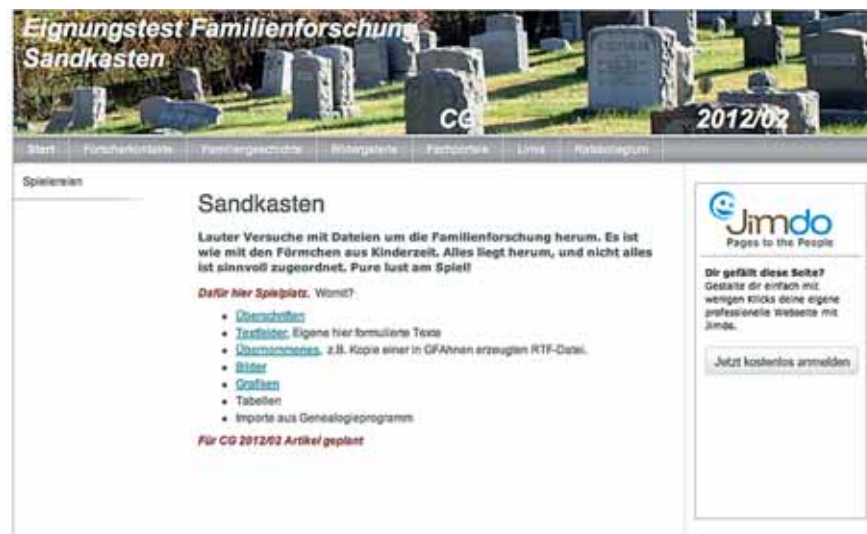 Eignungstest Familienforschung
Sandkasten
CG 2012/02
Start Forscherkontakte Familiengeschichte Bildergalerie Fachportale Links Ratskollegium
Spielereien
Sandkasten
Lauter Versuche mit Dateien um die Familienforschung herum. Es ist
wie mit den Förmchen aus Kinderzeit. Alles liegt herum, und nicht alles
ist sinnvoll zugeordnet. Pure lust am Spiel!
Dafür hier Spielplatz. Womit?
Überschriften
Textfelder, Eigene hier formulierte Texte
Übernommenes, z.B. Kopie einer in GFAhnen erzeugten RTF-Datei.
Bilder
Grafiken
Tabellen
Importe aus Genealogieprogramm
Für CG 2012/02 Artikel geplant
Jimdo
Pages to the People
Dir gefällt diese Seite?
Gestalte dir einfach mit
wenigen Klicks deine eigene
professionelle Webseite mit
Jimdo.
Jetzt kostenlos anmelden